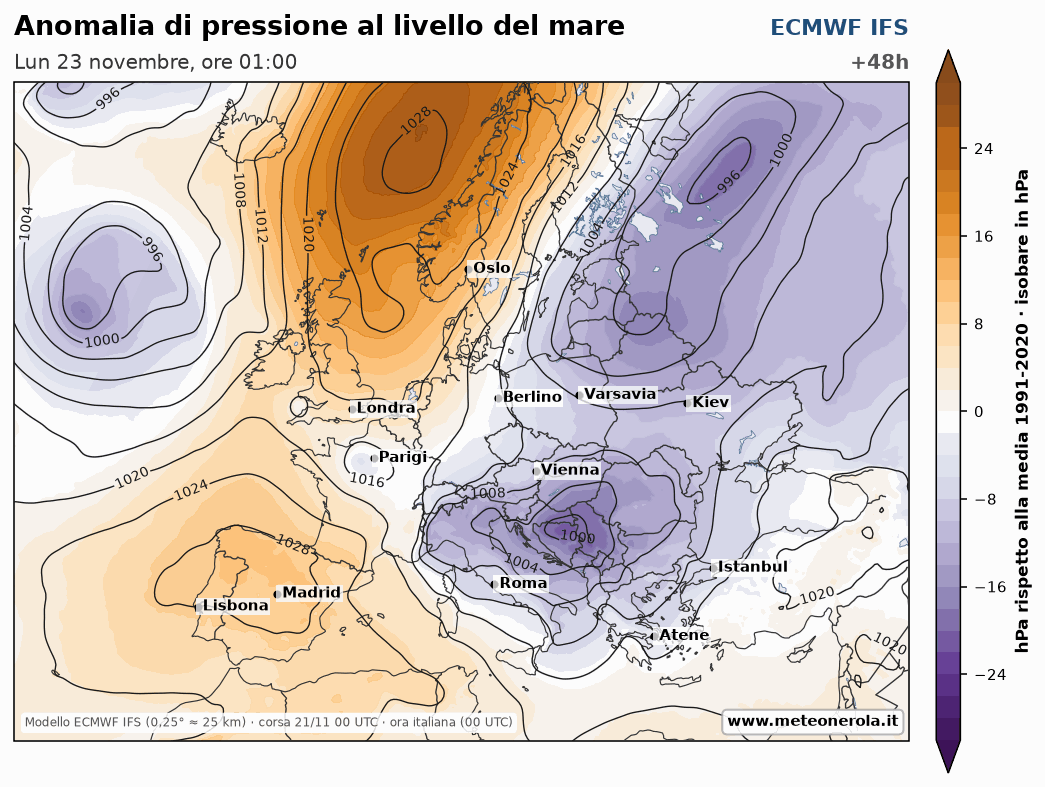 Anomalia di pressione al livello del mare
ECMWF IFS
Lun 23 novembre, ore 01:00
+48h
996
1028
1000
1016
1024
996
1008
1012
1012
1004
1020
996
1004
Oslo
1000
Berlino
Varsavia
Kiev
Londra
Parigi
1016
Vienna
1020
1024
1008
1028
1000
1004
Istanbul
Roma
Madrid
Lisbona
1020
Atene
1020
Modello ECMWF IFS (0,25° ≈ 25 km) · corsa 21/11 00 UTC · ora italiana (00 UTC)
www.meteonerola.it
24
16
8
0
−8
−16
−24
hPa rispetto alla media 1991-2020 · isobare in hPa